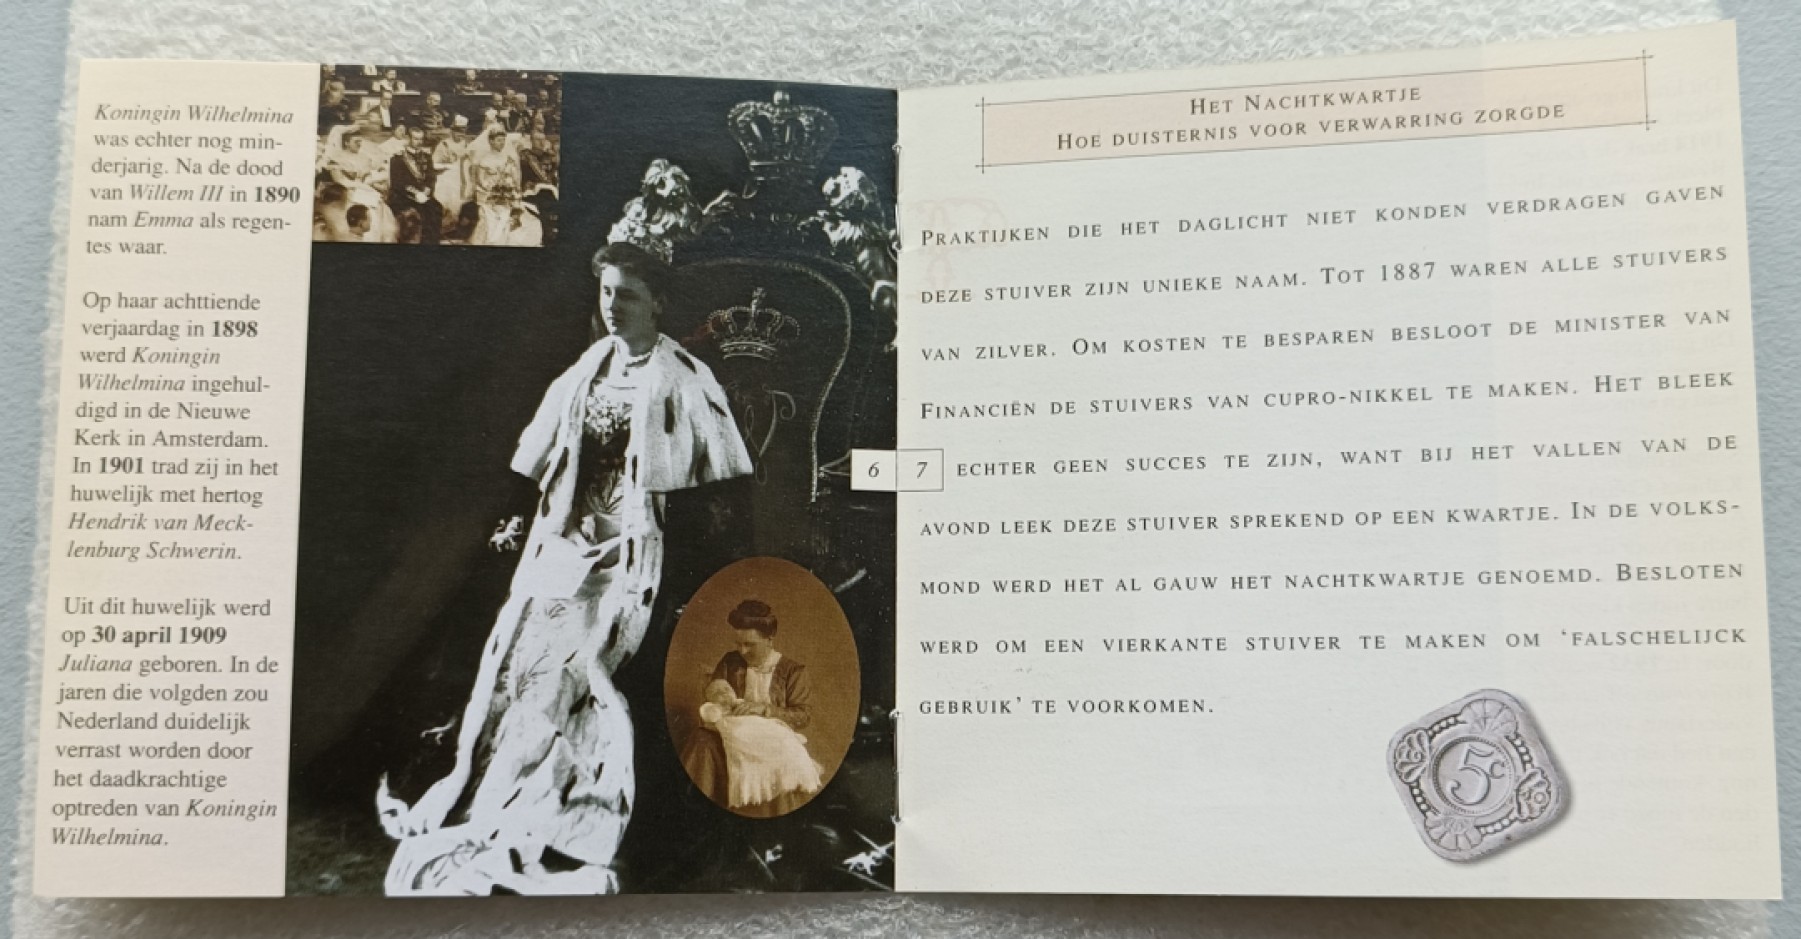 Koningin Wilhelmina
was echter nog min-
derjarig. Na de dood
van Willem III in 1890
nam Emma als regen-
tes waar.
Op haar achttiende
verjaardag in 1898
werd Koningin
Wilhelmina ingehul-
digd in de Nieuwe
Kerk in Amsterdam.
In 1901 trad zij in het
huwelijk met hertog
Hendrik van Meck-
lenburg Schwerin.
Uit dit huwelijk werd
op 30 april 1909
Juliana geboren. In de
jaren die volgden zou
Nederland duidelijk
verrast worden door
het daadkrachtige
optreden van Koningin
Wilhelmina.
W
6
7
HET NACHTKWARTJE
HOE DUISTERNIS VOOR VERWARRING ZORGDE
PRAKTIJKEN DIE HET DAGLICHT NIET KONDEN VERDRAGEN GAVEN
DEZE STUIVER ZIJN UNIEKE NAAM. TOT 1887 WAREN ALLE STUIVERS
VAN ZILVER. OM KOSTEN TE BESPAREN BESLOOT DE MINISTER VAN
FINANCIËN DE STUIVERS VAN CUPRO-NIKKEL TE MAKEN. HET BLEEK
ECHTER GEEN SUCCES TE ZIJN, WANT BIJ HET VALLEN VAN DE
AVOND LEEK DEZE STUIVER SPREKEND OP EEN KWARTJE. IN DE VOLKS-
MOND WERD HET AL GAUW HET NACHTKWARTJE GENOEMD. BESLOTEN
WERD OM EEN VIERKANTE STUIVER TE MAKEN OM ‘FALSCHELIJCK
GEBRUIK’ TE VOORKOMEN.
5c